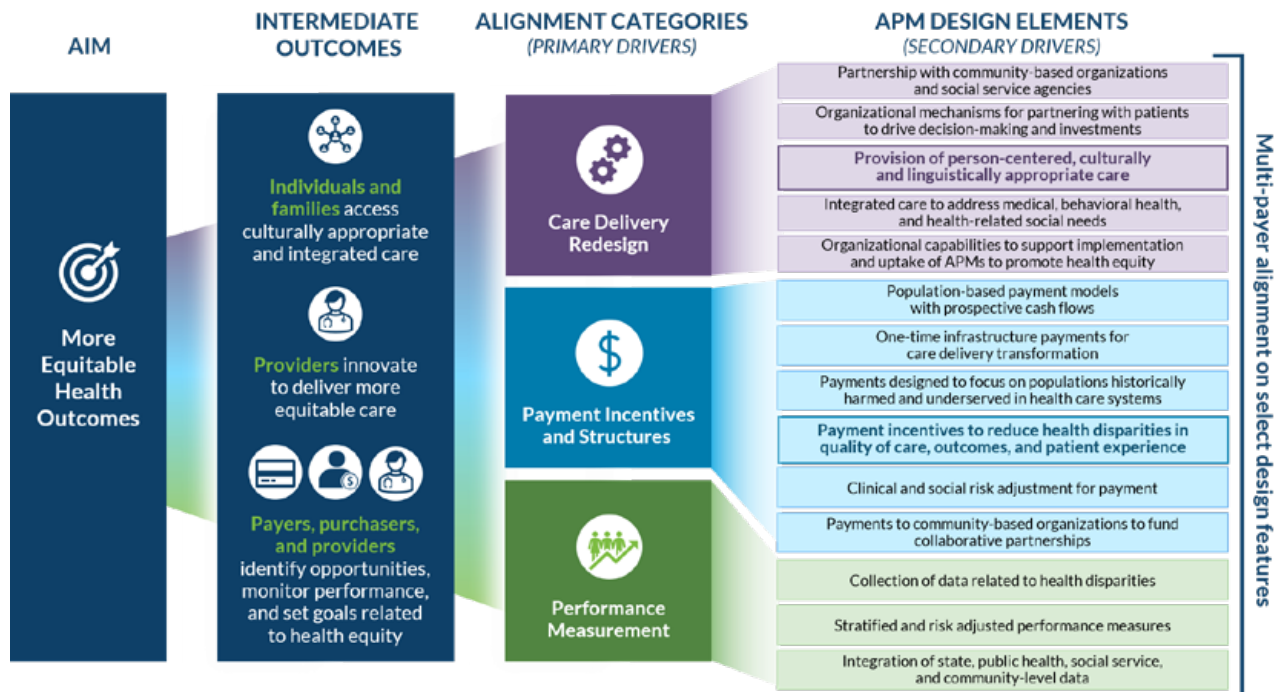 AIM
INTERMEDIATE
OUTCOMES
ALIGNMENT CATEGORIES
(PRIMARY DRIVERS)
APM DESIGN ELEMENTS
(SECONDARY DRIVERS)
More
Equitable
Health
Outcomes
Individuals and
families access
culturally appropriate
and integrated care
Providers innovate
to deliver more
equitable care
$
Payers, purchasers,
and providers
identify opportunities,
monitor performance,
and set goals related
to health equity
Care Delivery
Redesign
$
Payment Incentives
and Structures
Performance
Measurement
Partnership with community-based organizations
and social service agencies
Organizational mechanisms for partnering with patients
to drive decision-making and investments
Provision of person-centered, culturally
and linguistically appropriate care
Integrated care to address medical, behavioral health,
and health-related social needs
Organizational capabilities to support implementation
and uptake of APMs to promote health equity
Population-based payment models
with prospective cash flows
One-time infrastructure payments for
care delivery transformation
Payments designed to focus on populations historically
harmed and underserved in health care systems
Payment incentives to reduce health disparities in
quality of care, outcomes, and patient experience
Clinical and social risk adjustment for payment
Payments to community-based organizations to fund
collaborative partnerships
Collection of data related to health disparities
Stratified and risk adjusted performance measures
Integration of state, public health, social service,
and community-level data
Multi-payer alignment on select design features